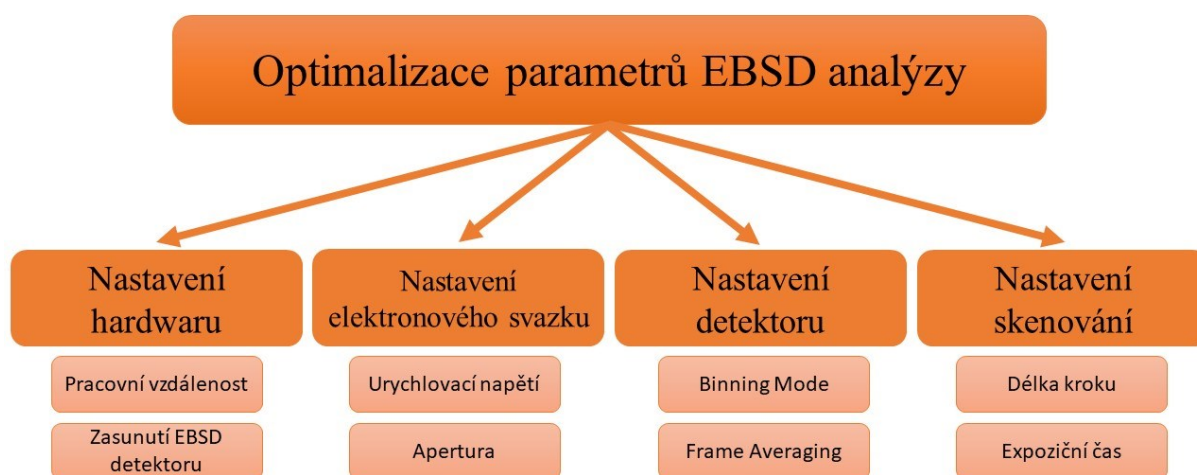 Optimalizace parametrů EBSD analýzy
Nastavení
hardwaru
Pracovní vzdálenost
Zasunutí EBSD
detektoru
Nastavení
elektronového svazku
Urychlovací napětí
Apertura
Nastavení
detektoru
Binning Mode
Frame Averaging
Nastavení
skenování
Délka kroku
Expoziční čas